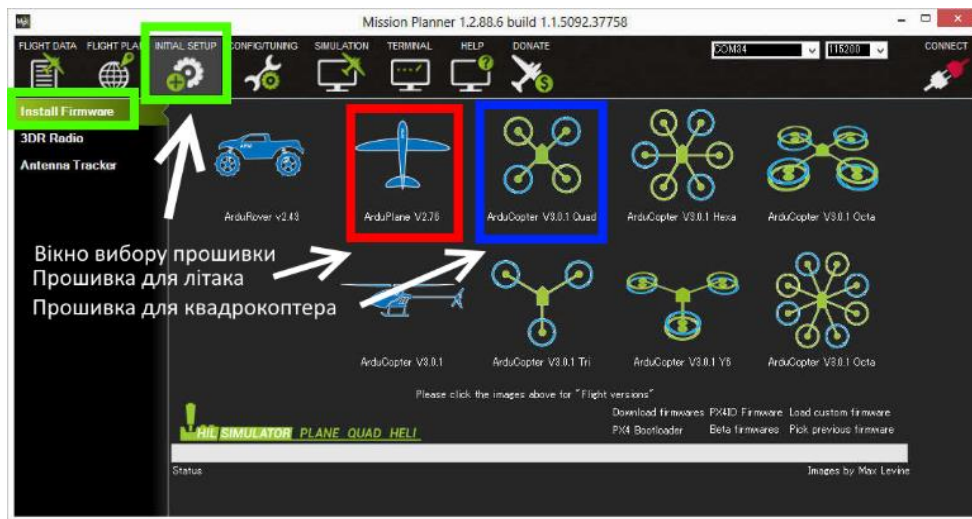 Mission Planner 1.2.88.6 build 1.1.5092.37758
FLIGHT DATA FLIGHT PLAN INITIAL SETUP CONFIG/TUNING SIMULATION TERMINAL HELP DONATE COM34 115200 CONNECT
Install Firmware
3DR Radio
Antenna Tracker
ArduRover v2.43 ArduPlane V2.76 ArduCopter V3.0.1 Quad ArduCopter V3.0.1 Hexa ArduCopter V3.0.1 Octa
Вікно вибору прошивки
Прошивка для літака
Прошивка для квадрокоптера
ArduCopter V3.0.1 ArduCopter V3.0.1 Tri ArduCopter V3.0.1 Y6 ArduCopter V3.0.1 Octa
Please click the images above for "Flight versions"
Download firmwares PX4IO Firmware Load custom firmware
PX4 Bootloader Beta firmwares Pick previous firmware
HIL SIMULATOR PLANE QUAD HELI
Status Images by Max Levine